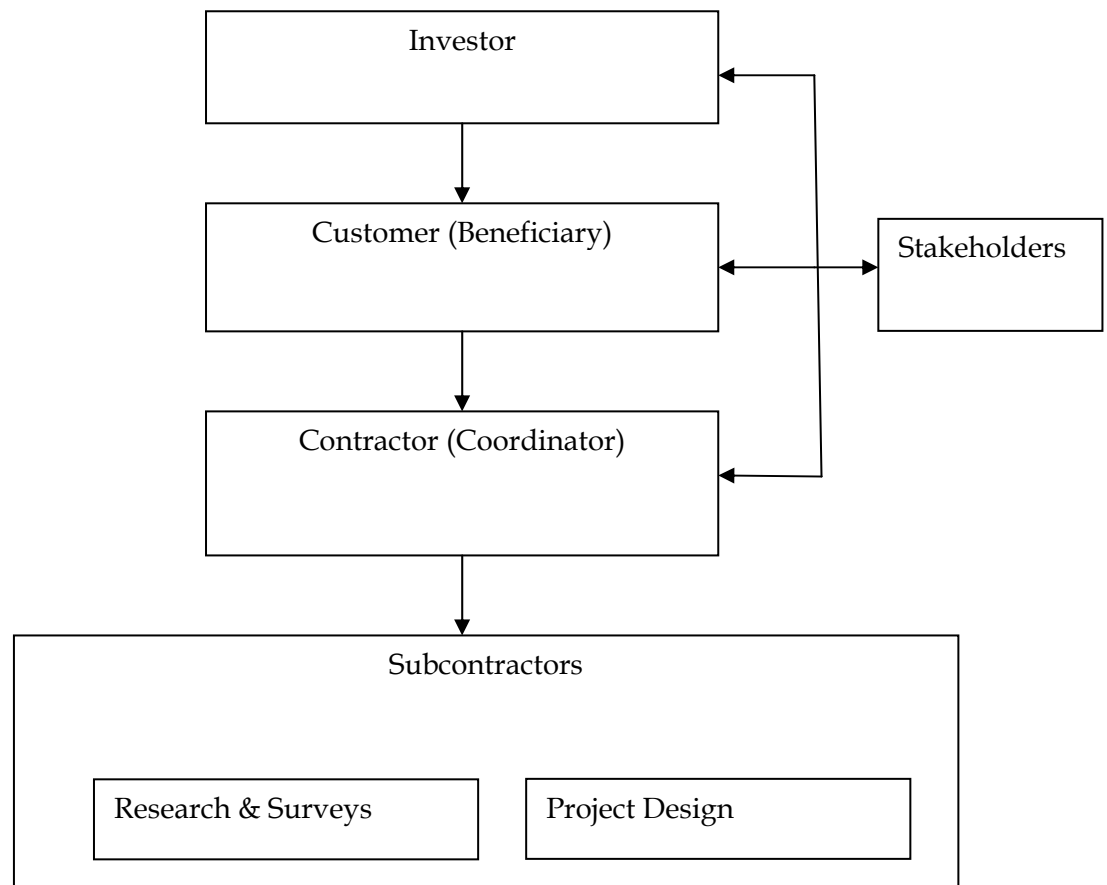 Investor
Customer (Beneficiary)
Stakeholders
Contractor (Coordinator)
Subcontractors
Research & Surveys
Project Design